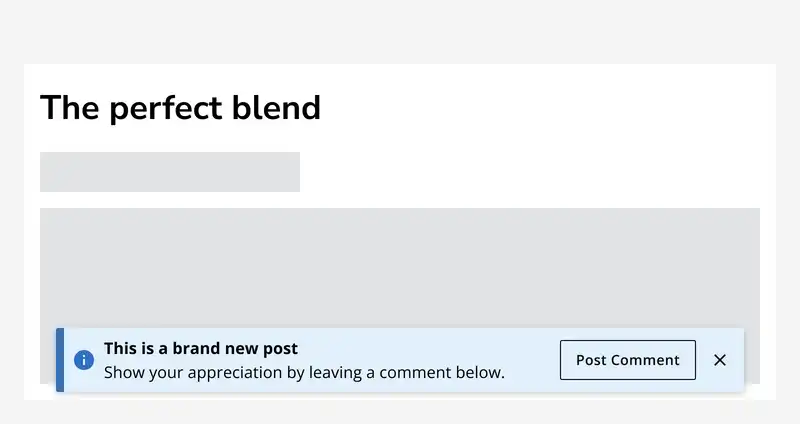 The perfect blend
This is a brand new post
Show your appreciation by leaving a comment below.
Post Comment